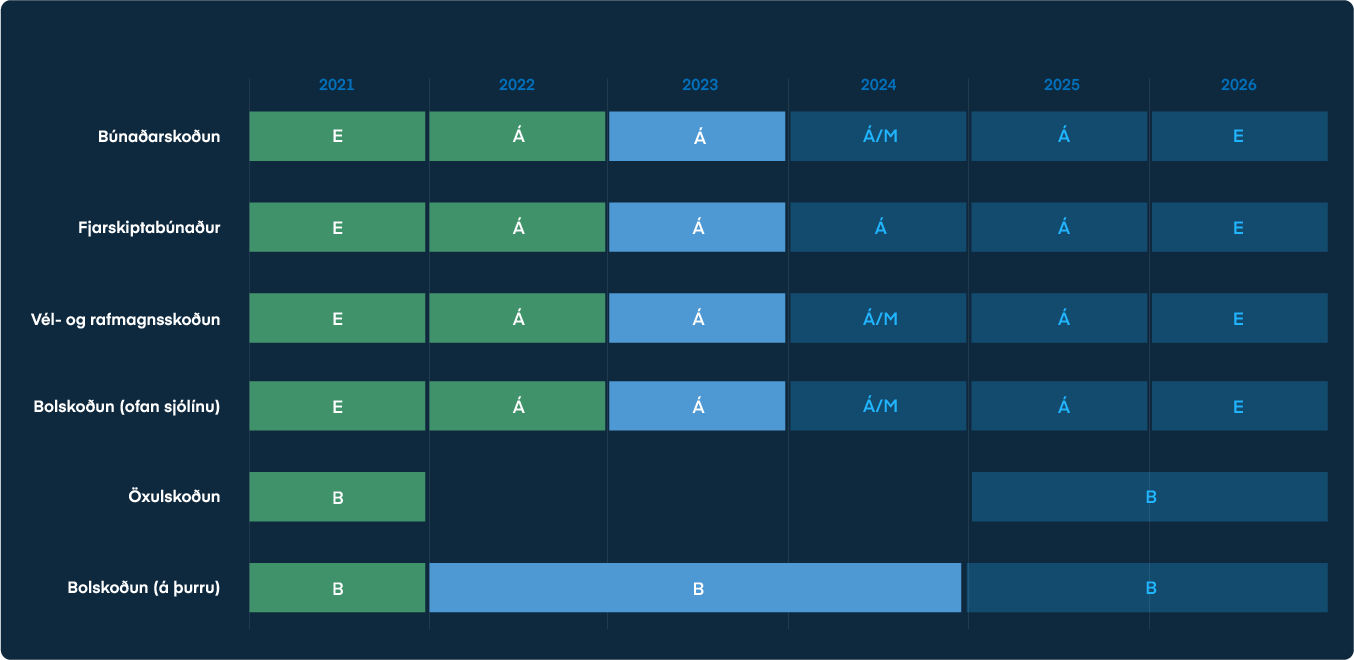 2021 2022 2023 2024 2025 2026
Búnaðarskoðun E Á Á Á/M Á E
Fjarskiptabúnaður E Á Á Á Á E
Vél- og rafmagnsskoðun E Á Á Á/M Á E
Bolskoðun (ofan sjólínu) E Á Á Á/M Á E
Öxulskoðun B B
Bolskoðun (á þurru) B B B